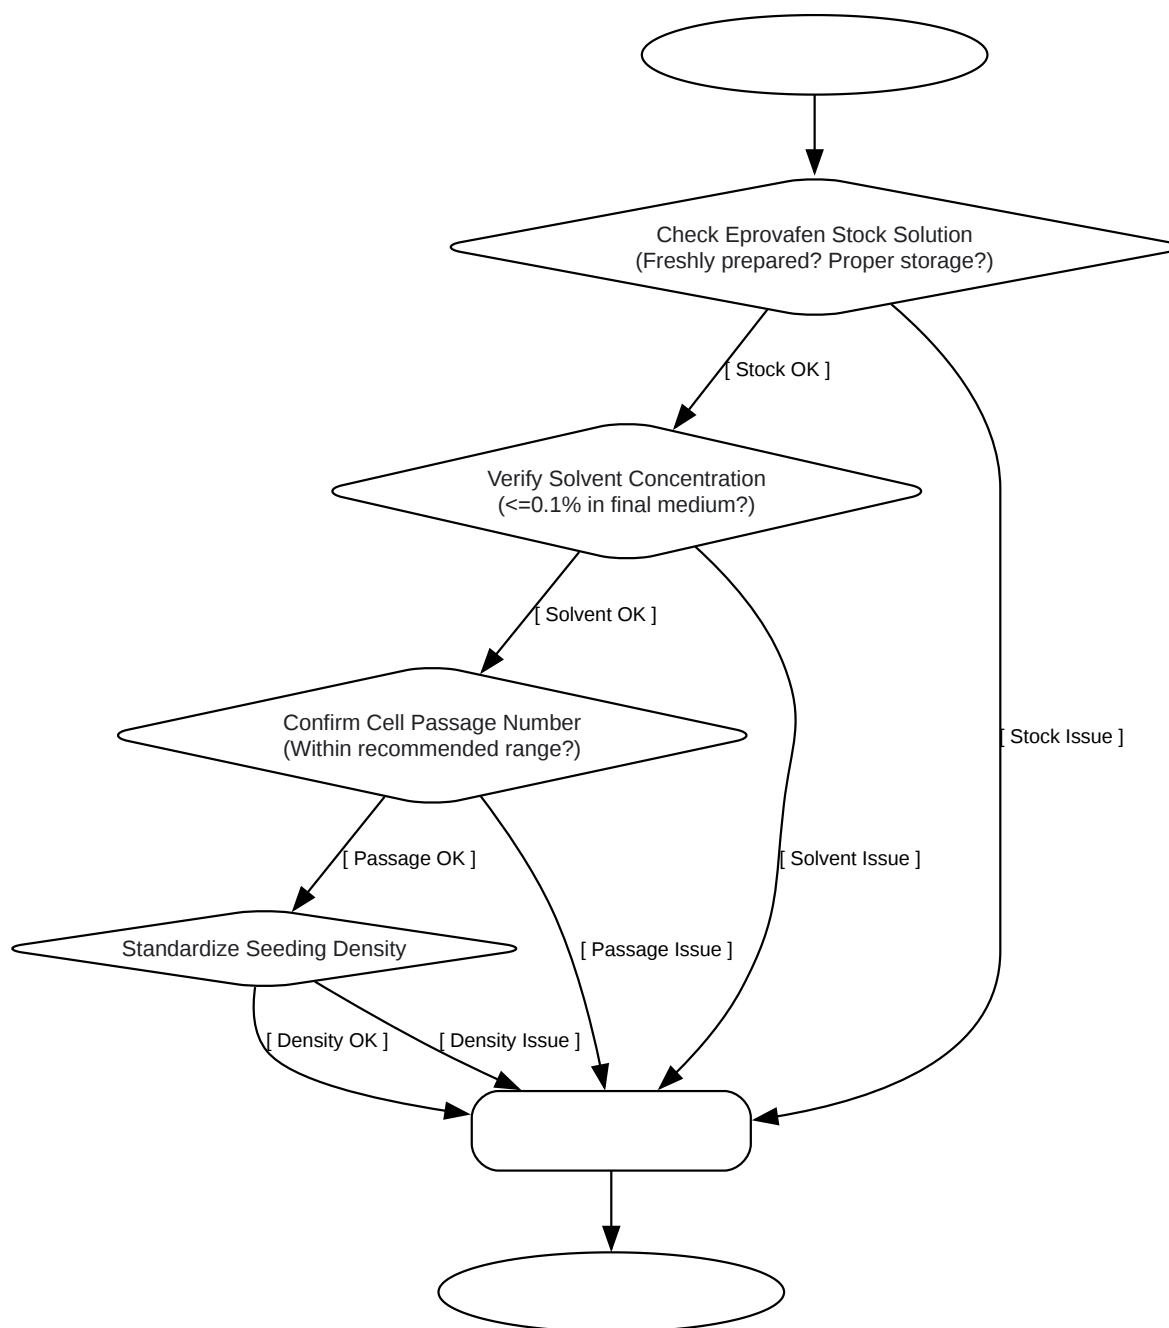 Check Eprovafen Stock Solution
(Freshly prepared? Proper storage?)
[ Stock OK ]
Verify Solvent Concentration
(<=0.1% in final medium?)
[ Solvent OK ]
Confirm Cell Passage Number
(Within recommended range?)
[ Stock Issue ]
[ Passage OK ]
[ Solvent Issue ]
Standardize Seeding Density
[ Passage Issue ]
[ Density OK ]
[ Density Issue ]